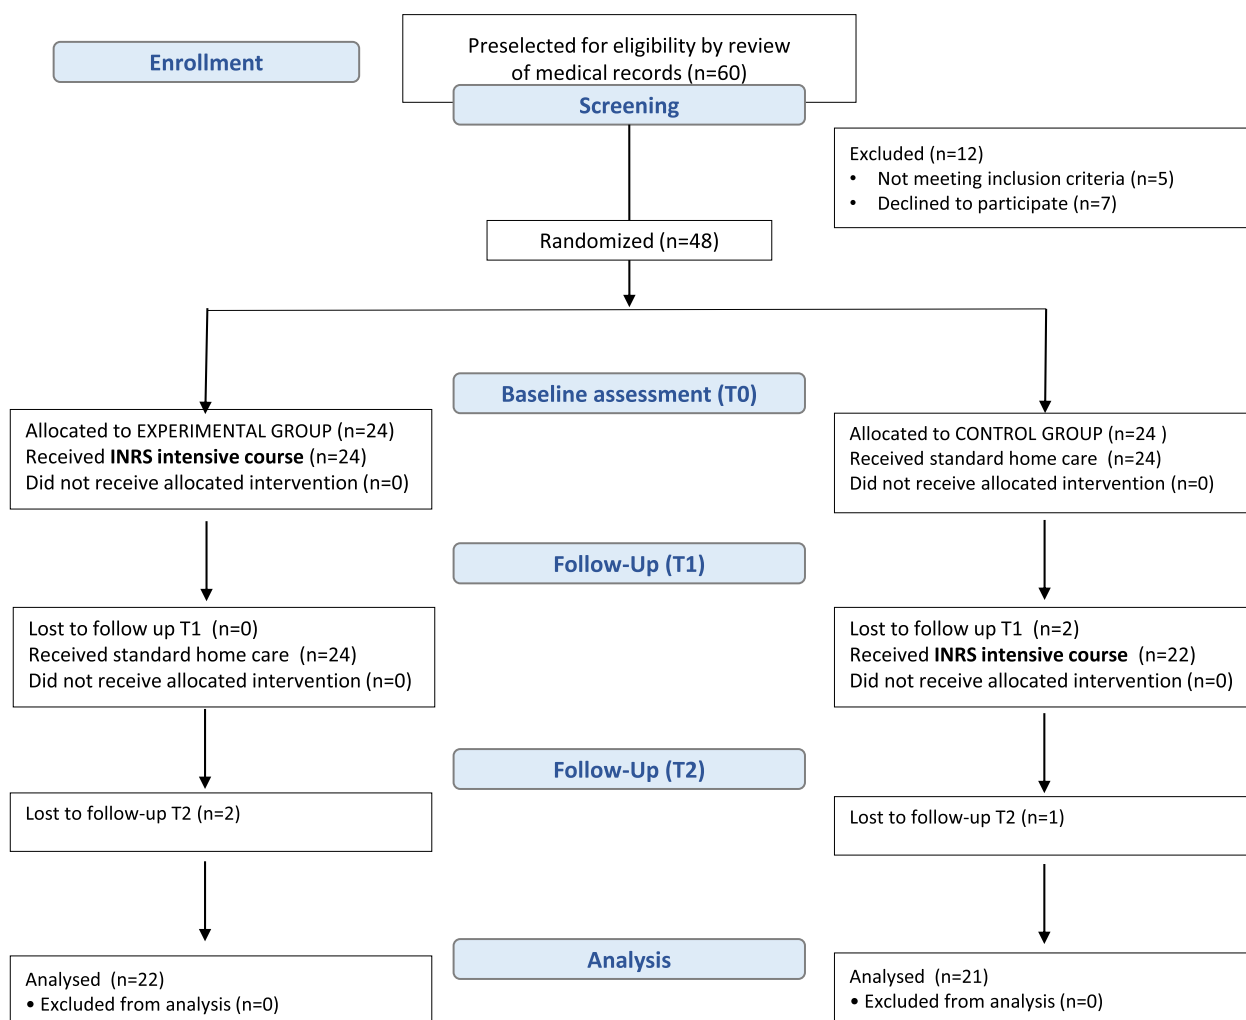 Enrollment
Preselected for eligibility by review
of medical records (n=60)
Screening
Excluded (n=12)
• Not meeting inclusion criteria (n=5)
• Declined to participate (n=7)
Randomized (n=48)
Baseline assessment (T0)
Allocated to EXPERIMENTAL GROUP (n=24)
Received INRS intensive course (n=24)
Did not receive allocated intervention (n=0)
Allocated to CONTROL GROUP (n=24 )
Received standard home care (n=24)
Did not receive allocated intervention (n=0)
Follow-Up (T1)
Lost to follow up T1 (n=0)
Received standard home care (n=24)
Did not receive allocated intervention (n=0)
Lost to follow up T1 (n=2)
Received INRS intensive course (n=22)
Did not receive allocated intervention (n=0)
Follow-Up (T2)
Lost to follow-up T2 (n=2)
Lost to follow-up T2 (n=1)
Analysis
Analysed (n=22)
• Excluded from analysis (n=0)
Analysed (n=21)
• Excluded from analysis (n=0)